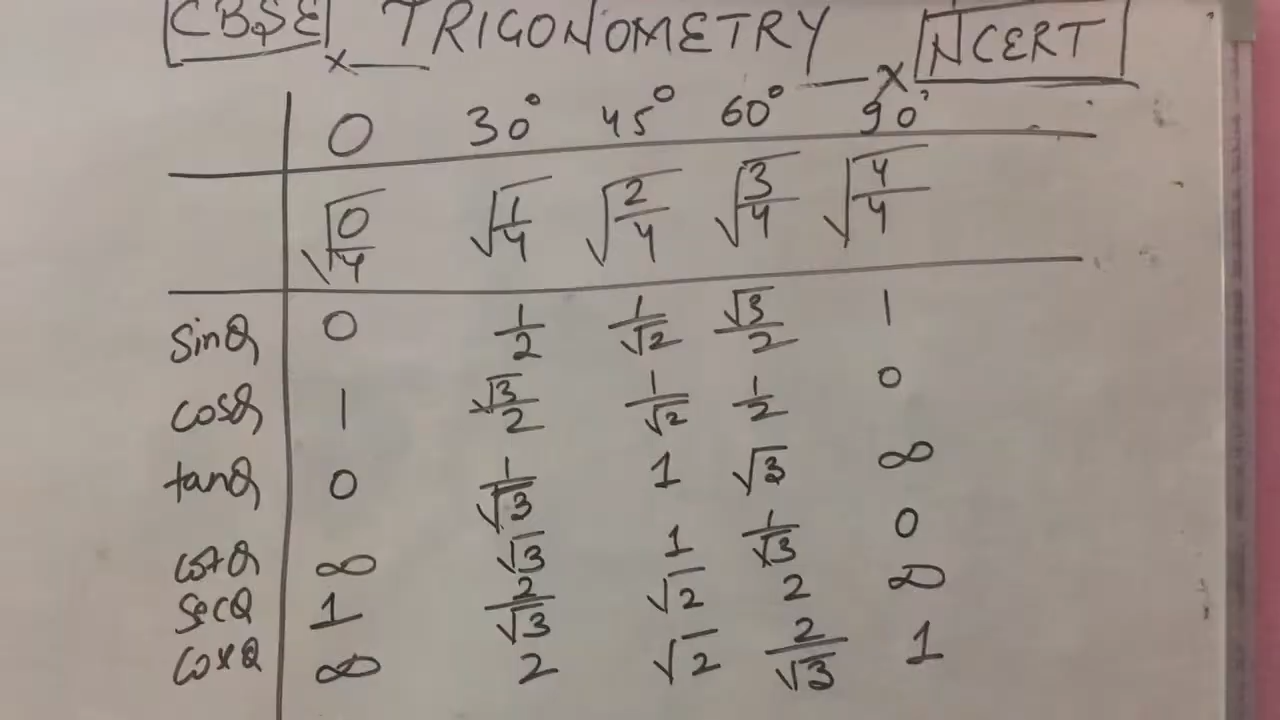 CBSE TRIGONOMETRY NCERT
0 30° 45° 60° 90°
√0/4 √1/4 √2/4 √3/4 √4/4
sinθ 0 1/2 1/√2 √3/2 1
cosθ 1 √3/2 1/√2 1/2 0
tanθ 0 1/√3 1 √3 ∞
cotθ ∞ √3 1 1/√3 0
secθ 1 2/√3 √2 2 ∞
cosecθ ∞ 2 √2 2/√3 1